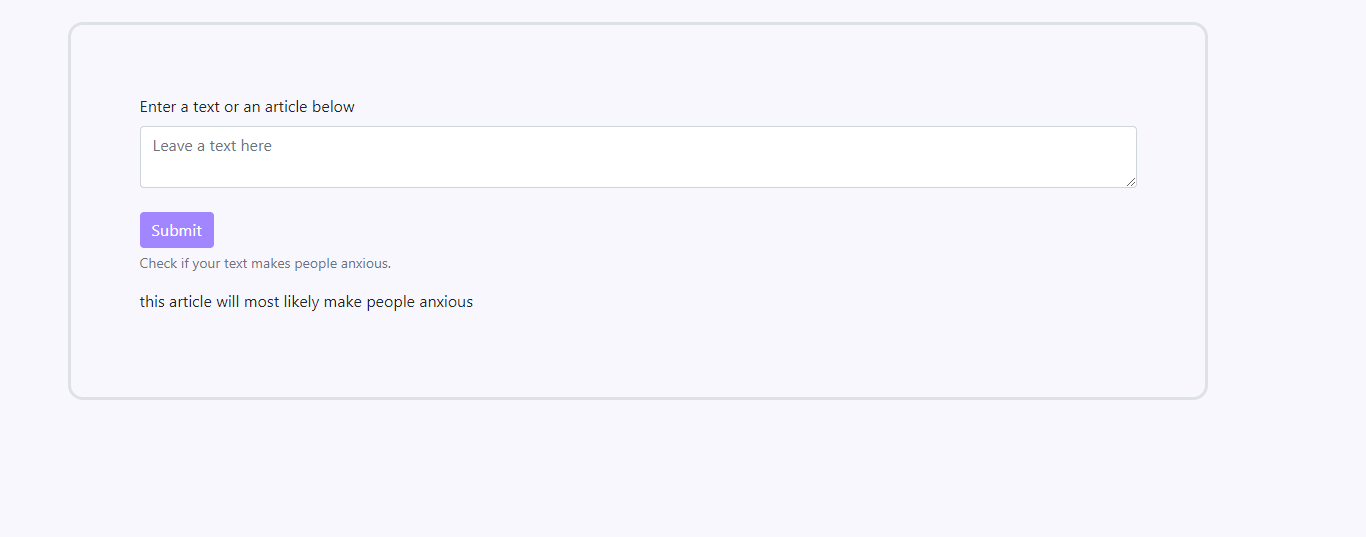 Enter a text or an article below
Leave a text here
Submit
Check if your text makes people anxious.
this article will most likely make people anxious